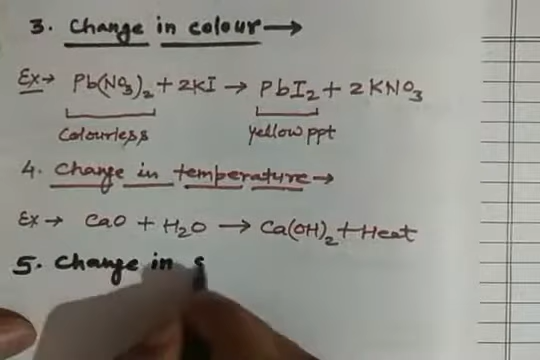 3. Change in colour →
Ex → Pb(NO₃)₂ + 2KI → PbI₂ + 2KNO₃
Colourless yellow ppt
4. Change in temperature →
Ex → CaO + H₂O → Ca(OH)₂ + Heat
5. Change in s